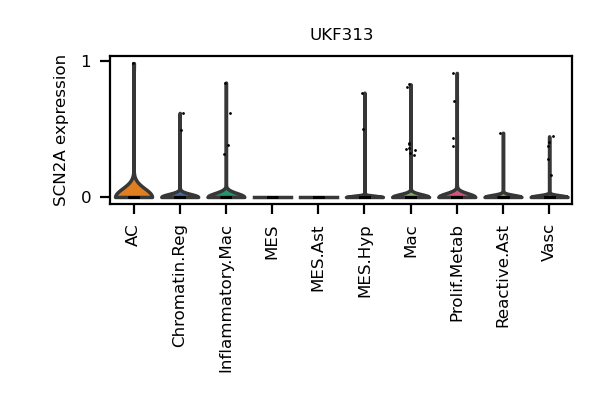 UKF313
SCN2A expression
1
0
AC
Chromatin.Reg
Inflammatory.Mac
MES
MES.Ast
MES.Hyp
Mac
Prolif.Metab
Reactive.Ast
Vasc